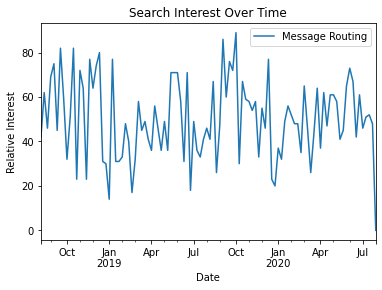 Search Interest Over Time
Message Routing
Relative Interest
80
60
40
20
0
Oct Jan Apr Jul Oct Jan Apr Jul
2019 2020
Date